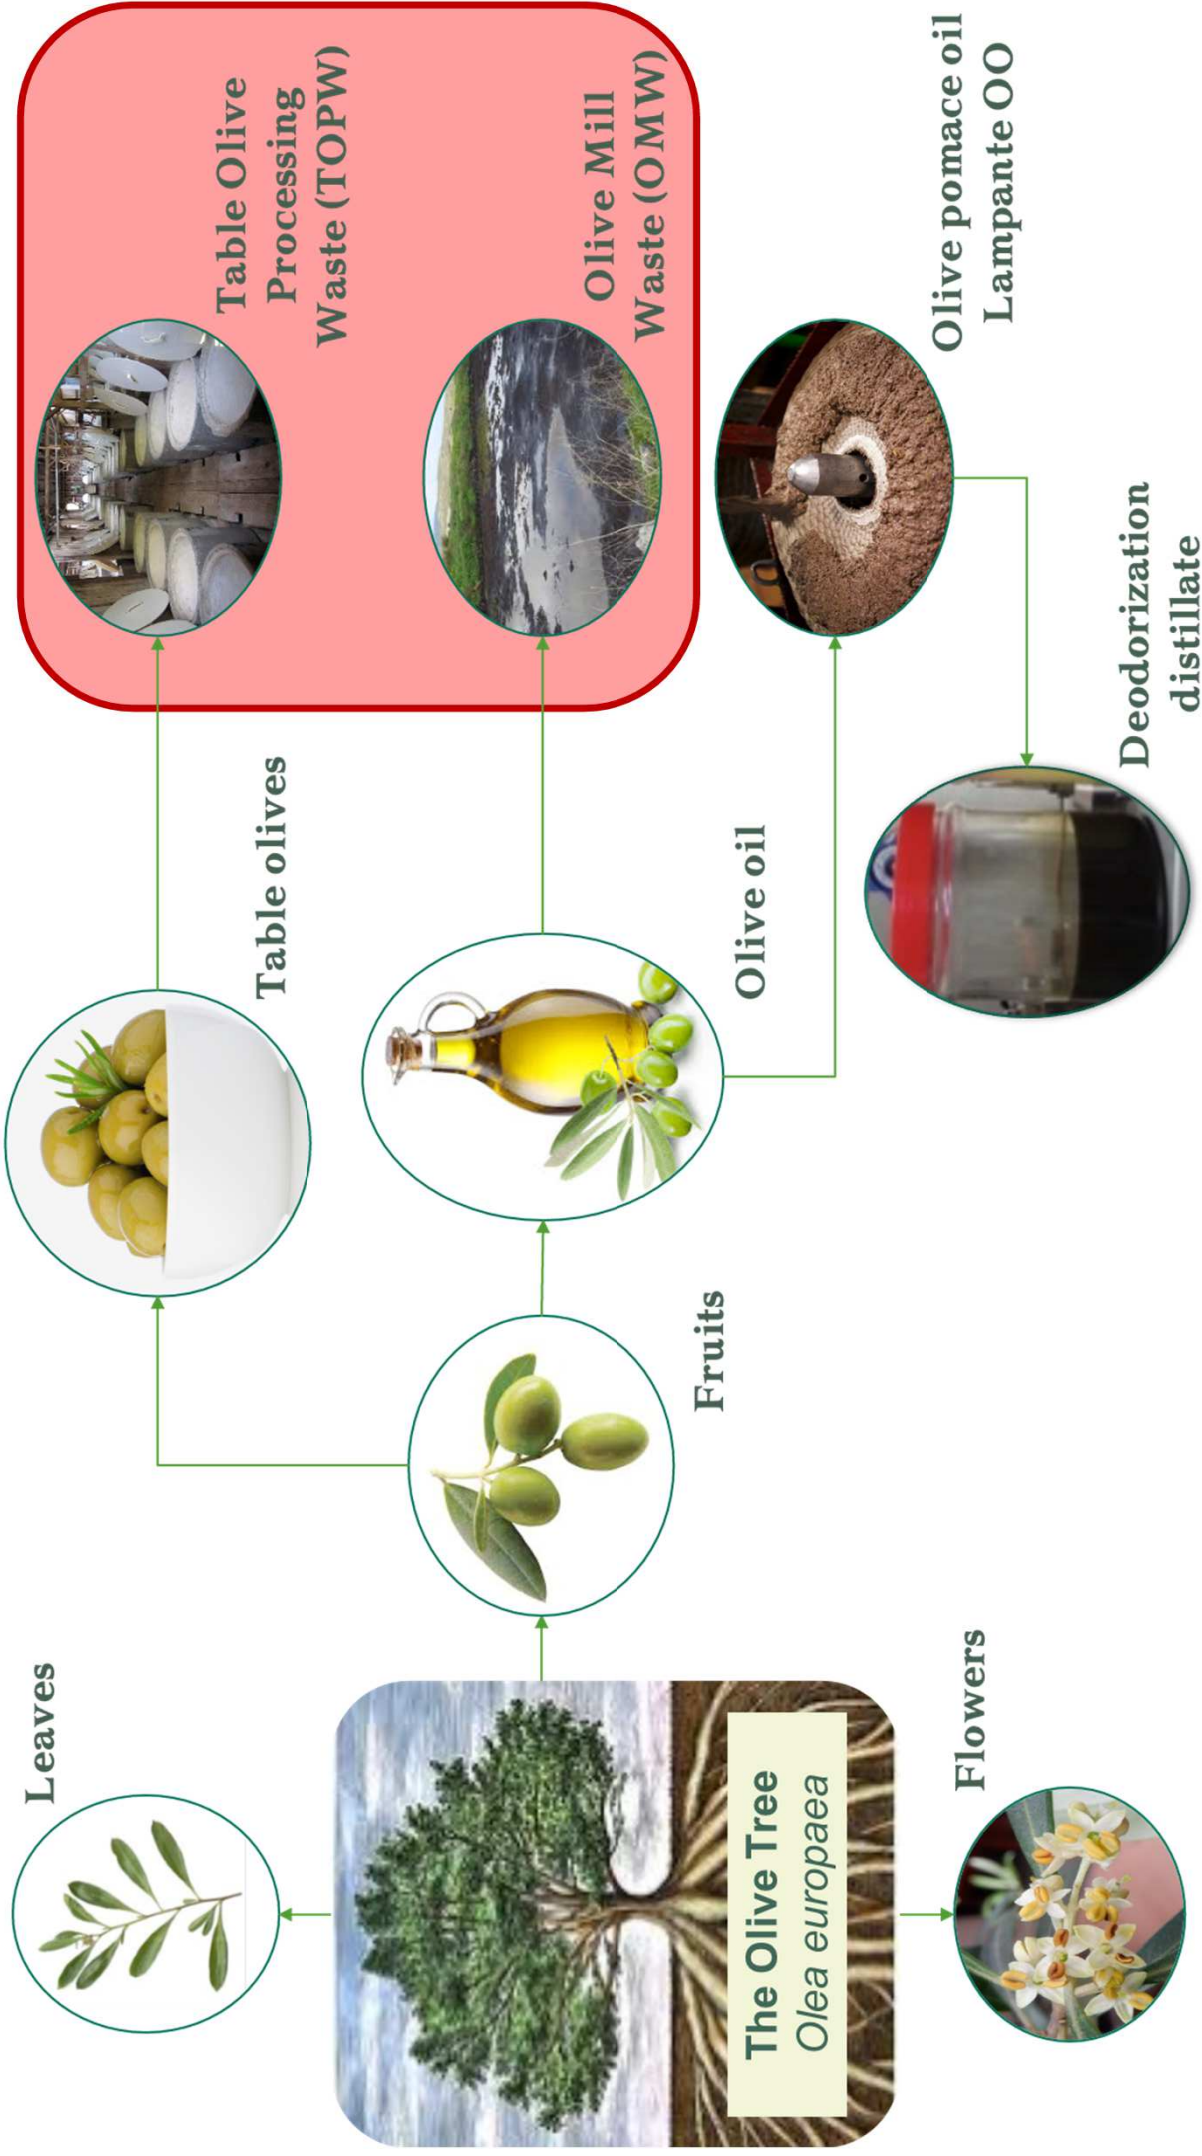 Leaves
The Olive Tree
Olea europaea
Flowers
Fruits
Table olives
Olive oil
Table Olive
Processing
Waste (TOPW)
Olive Mill
Waste (OMW)
Olive pomace oil
Lampante OO
Deodorization
distillate